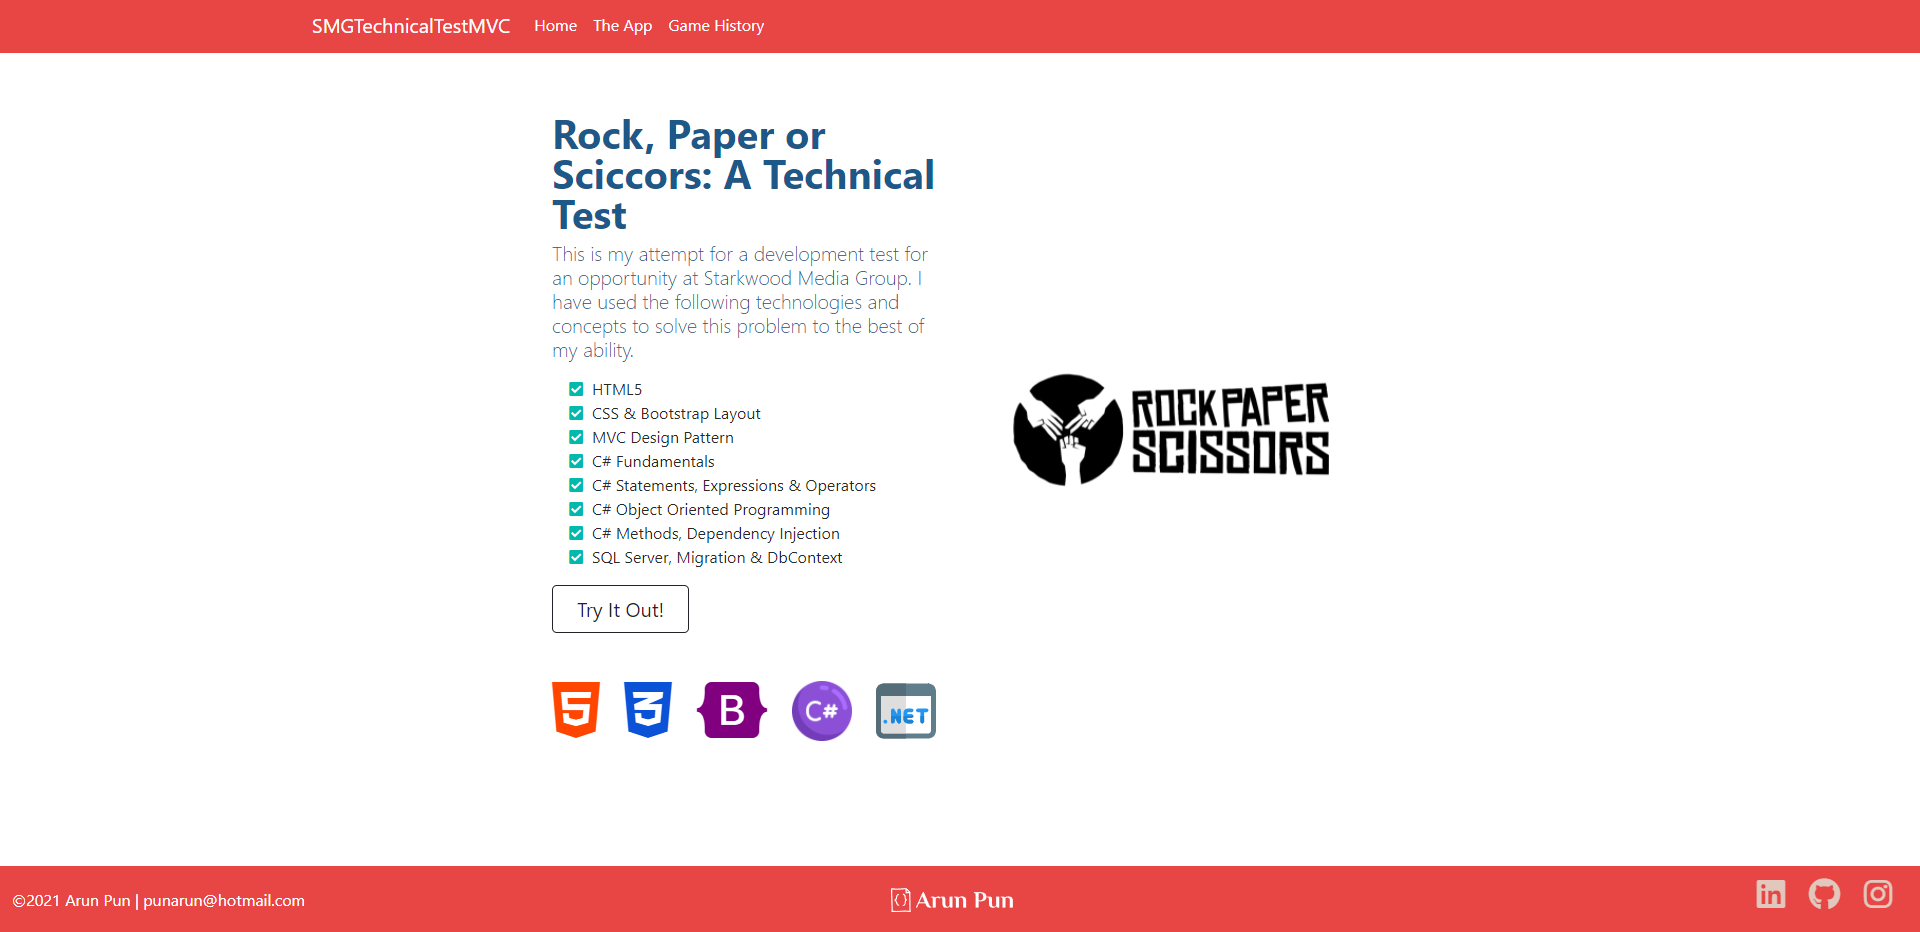 SMGTechnicalTestMVC Home The App Game History
Rock, Paper or
Sciccors: A Technical
Test
This is my attempt for a development test for
an opportunity at Starkwood Media Group. I
have used the following technologies and
concepts to solve this problem to the best of
my ability.
HTML5
CSS & Bootstrap Layout
MVC Design Pattern
C# Fundamentals
C# Statements, Expressions & Operators
C# Object Oriented Programming
C# Methods, Dependency Injection
SQL Server, Migration & DbContext
Try It Out!
ROCK PAPER
SCISSORS
5 3 B C# .NET
©2021 Arun Pun | punarun@hotmail.com
{} Arun Pun
in